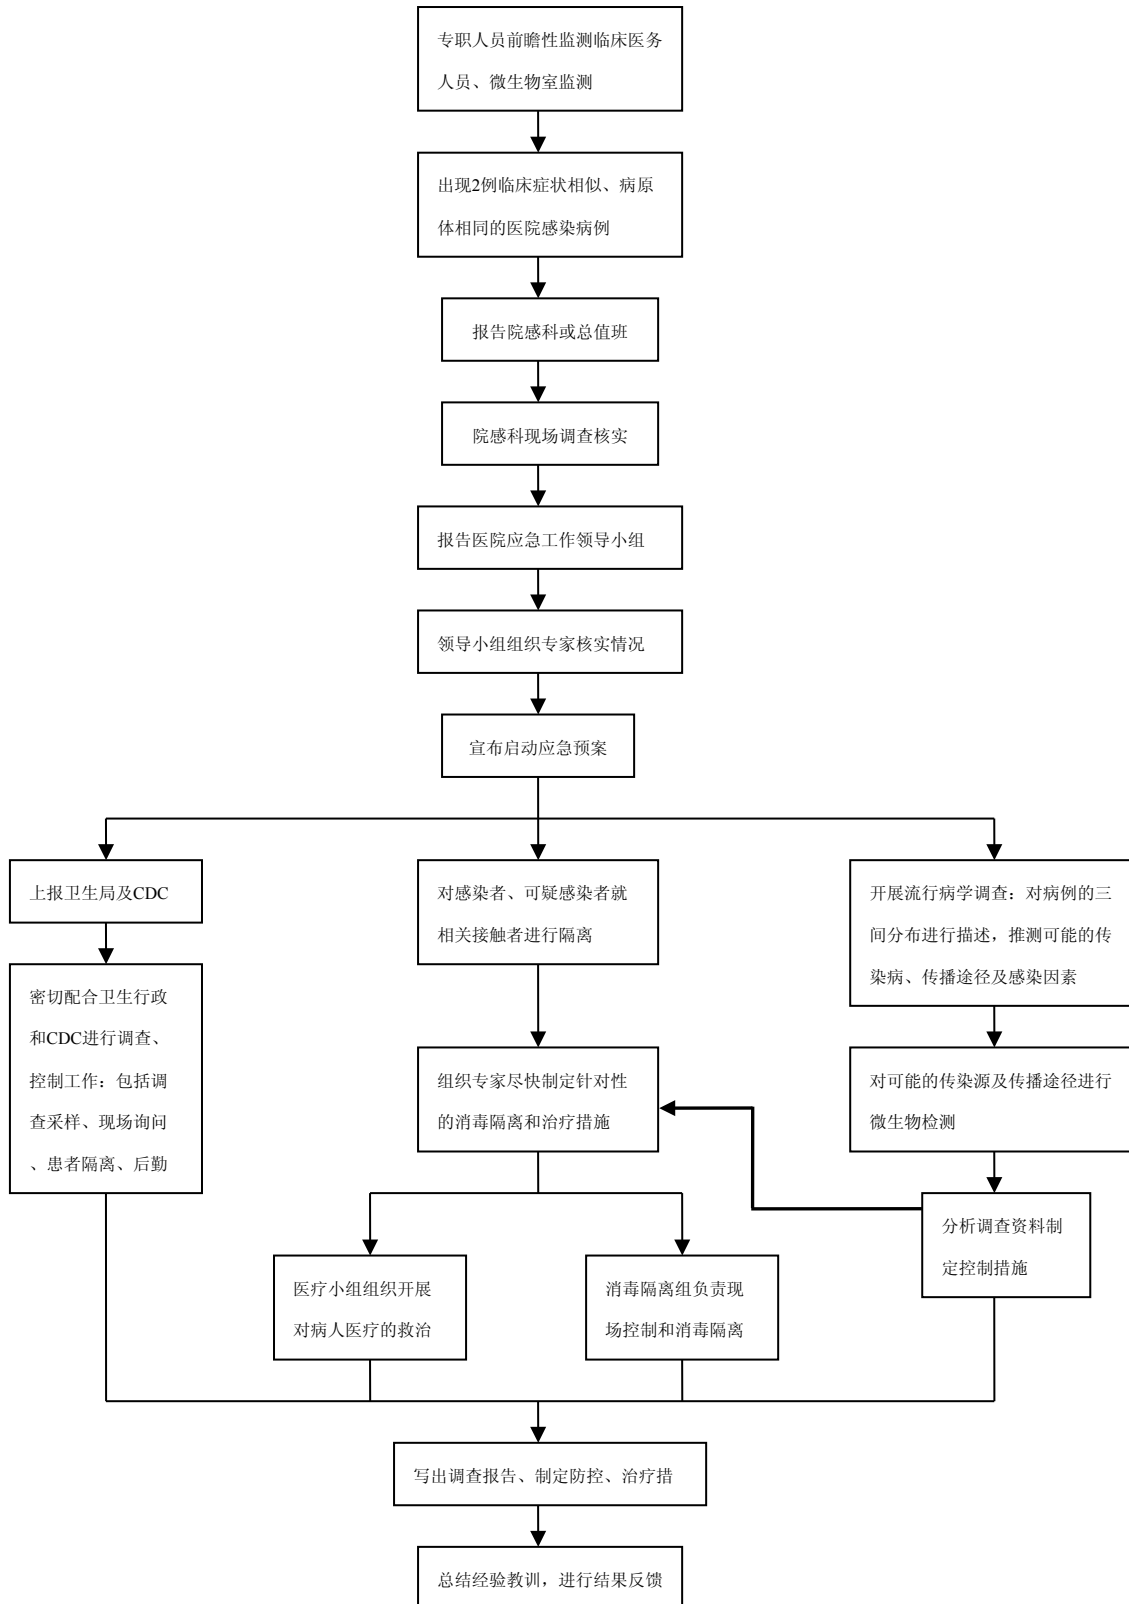 专职人员前瞻性监测临床医务
人员、微生物室监测
出现2例临床症状相似、病原
体相同的医院感染病例
报告院感科或总值班
院感科现场调查核实
报告医院应急工作领导小组
领导小组组织专家核实情况
宣布启动应急预案
上报卫生局及CDC
密切配合卫生行政
和CDC进行调查、
控制工作：包括调
查采样、现场询问
、患者隔离、后勤
对感染者、可疑感染者就
相关接触者进行隔离
组织专家尽快制定针对性
的消毒隔离和治疗措施
医疗小组组织开展
对病人医疗的救治
消毒隔离组负责现
场控制和消毒隔离
开展流行病学调查：对病例的三
间分布进行描述，推测可能的传
染病、传播途径及感染因素
对可能的传染源及传播途径进行
微生物检测
分析调查资料制
定控制措施
写出调查报告、制定防控、治疗措
总结经验教训，进行结果反馈